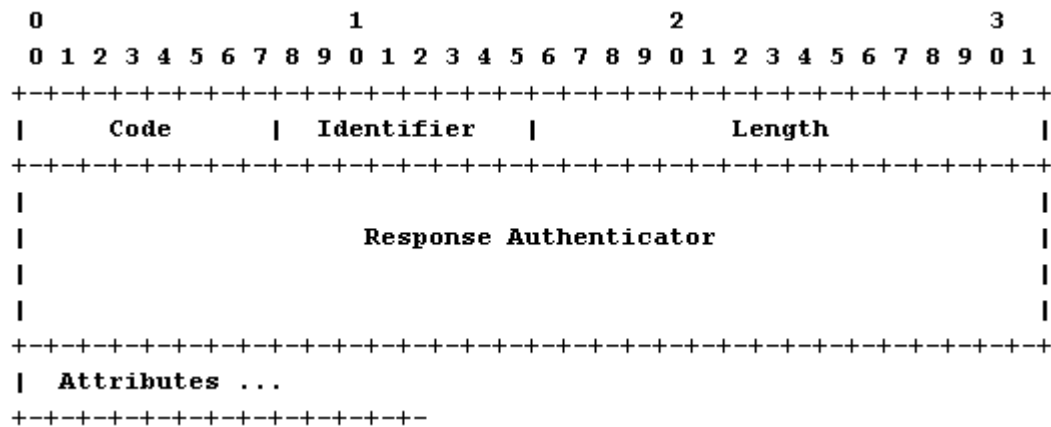 0                   1                   2                   3
 0 1 2 3 4 5 6 7 8 9 0 1 2 3 4 5 6 7 8 9 0 1 2 3 4 5 6 7 8 9 0 1
+-+-+-+-+-+-+-+-+-+-+-+-+-+-+-+-+-+-+-+-+-+-+-+-+-+-+-+-+-+-+-+-+
|     Code      |  Identifier   |            Length             |
+-+-+-+-+-+-+-+-+-+-+-+-+-+-+-+-+-+-+-+-+-+-+-+-+-+-+-+-+-+-+-+-+
|                                                               |
|                     Response Authenticator                    |
|                                                               |
|                                                               |
+-+-+-+-+-+-+-+-+-+-+-+-+-+-+-+-+-+-+-+-+-+-+-+-+-+-+-+-+-+-+-+-+
|  Attributes ...
+-+-+-+-+-+-+-+-+-+-+-+-+-